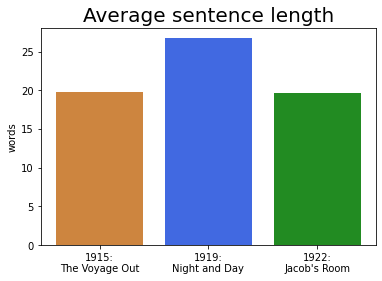 Average sentence length
words
25
20
15
10
5
0
1915:
The Voyage Out
1919:
Night and Day
1922:
Jacob's Room